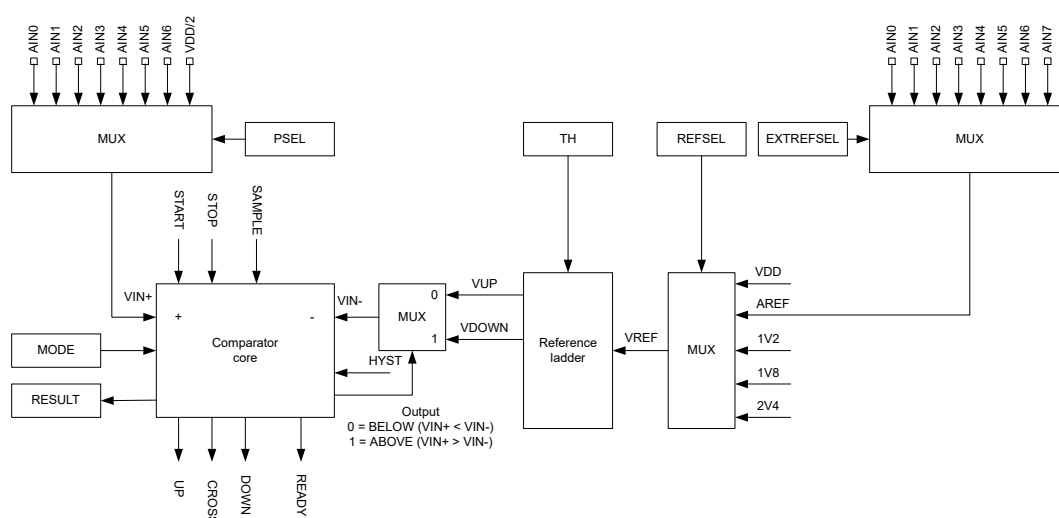 AIN0
AIN1
AIN2
AIN3
AIN4
AIN5
AIN6
VDD/2
AIN0
AIN1
AIN2
AIN3
AIN4
AIN5
AIN6
AIN7
MUX
PSEL
TH
REFSEL
EXTREFSEL
MUX
START
STOP
SAMPLE
VIN+
+
Comparator
core
-
VIN-
MUX
0
1
VUP
VDOWN
HYST
Reference
ladder
VREF
MUX
VDD
AREF
1V2
1V8
2V4
MODE
RESULT
Output
0 = BELOW (VIN+ < VIN-)
1 = ABOVE (VIN+ > VIN-)
UP
CROSS
DOWN
READY